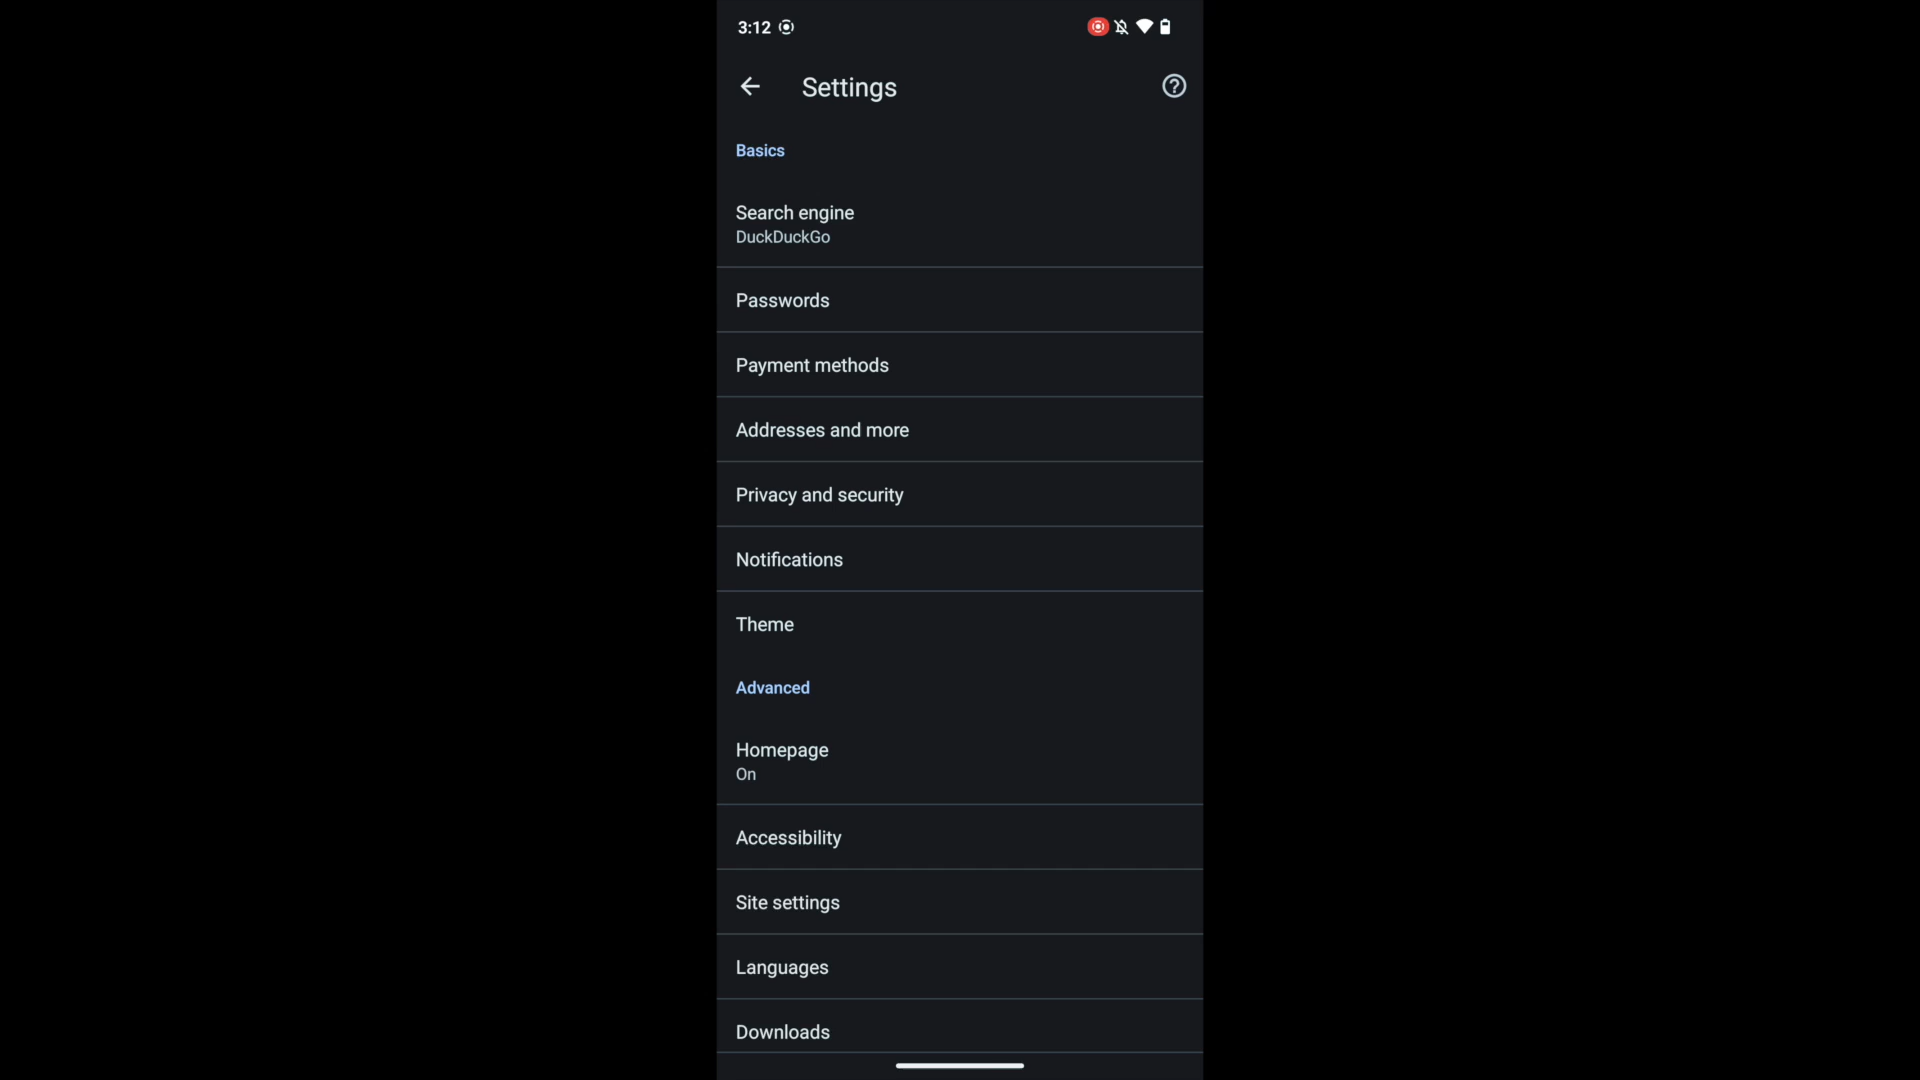 3:12
Settings
Basics
Search engine
DuckDuckGo
Passwords
Payment methods
Addresses and more
Privacy and security
Notifications
Theme
Advanced
Homepage
On
Accessibility
Site settings
Languages
Downloads